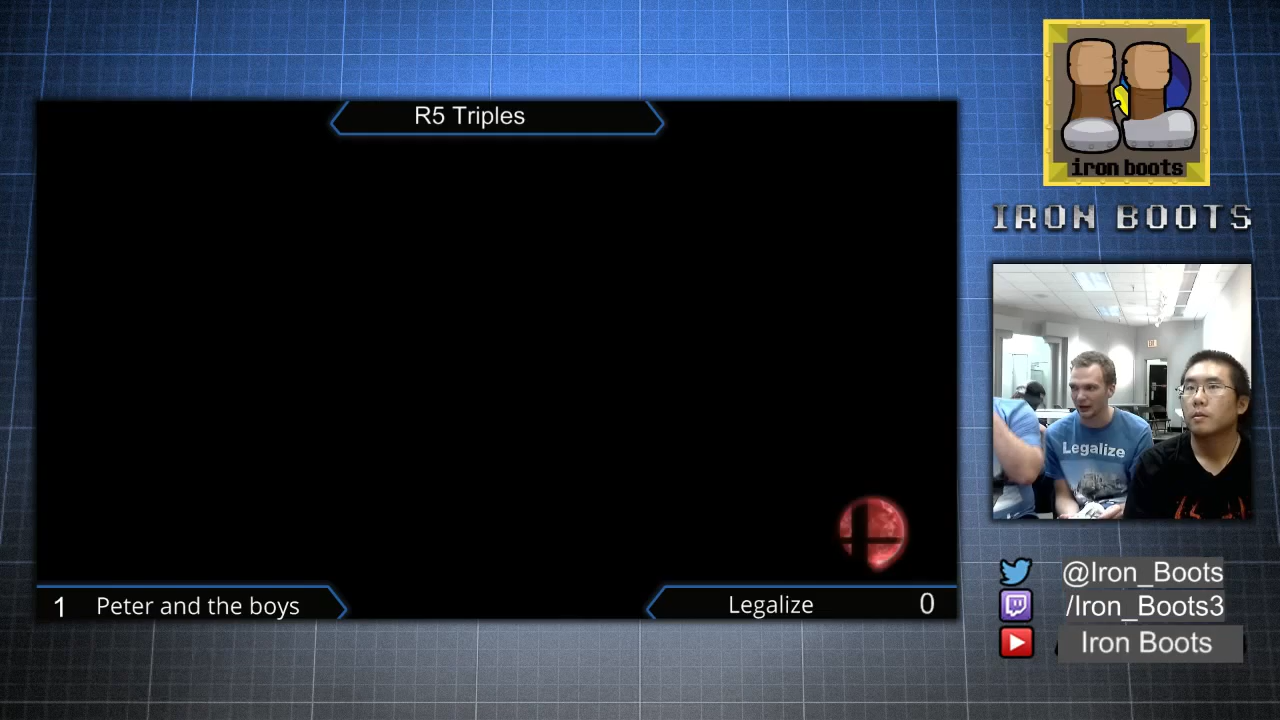 R5 Triples
1 Peter and the boys
Legalize 0
iron boots
IRON BOOTS
Legalize
@Iron_Boots
/Iron_Boots3
Iron Boots